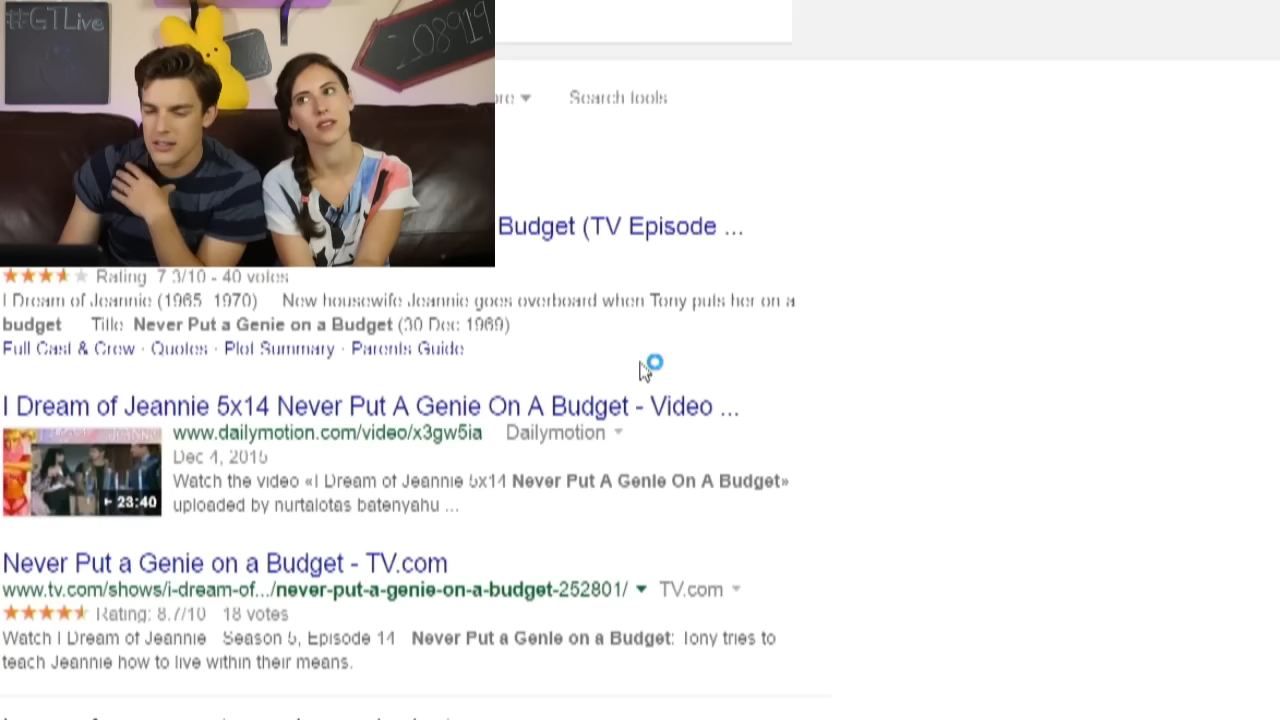 #GTLive
208919
Search tools
Budget (TV Episode ...
Rating 7.3/10 - 40 votes
I Dream of Jeannie (1965 1970) New housewife Jeannie goes overboard when Tony puts her on a
budget Title: Never Put a Genie on a Budget (30 Dec. 1969)
Full Cast & Crew · Quotes · Plot Summary · Parents Guide
I Dream of Jeannie 5x14 Never Put A Genie On A Budget - Video ...
www.dailymotion.com/video/x3gw5ia Dailymotion
Dec 4, 2015
Watch the video «I Dream of Jeannie 5x14 Never Put A Genie On A Budget»
23:40
uploaded by nurtalotas batenyahu ...
Never Put a Genie on a Budget - TV.com
www.tv.com/shows/i-dream-of.../never-put-a-genie-on-a-budget-252801/ TV.com
Rating: 8.7/10 18 votes
Watch I Dream of Jeannie Season 5, Episode 14 Never Put a Genie on a Budget: Tony tries to
teach Jeannie how to live within their means.